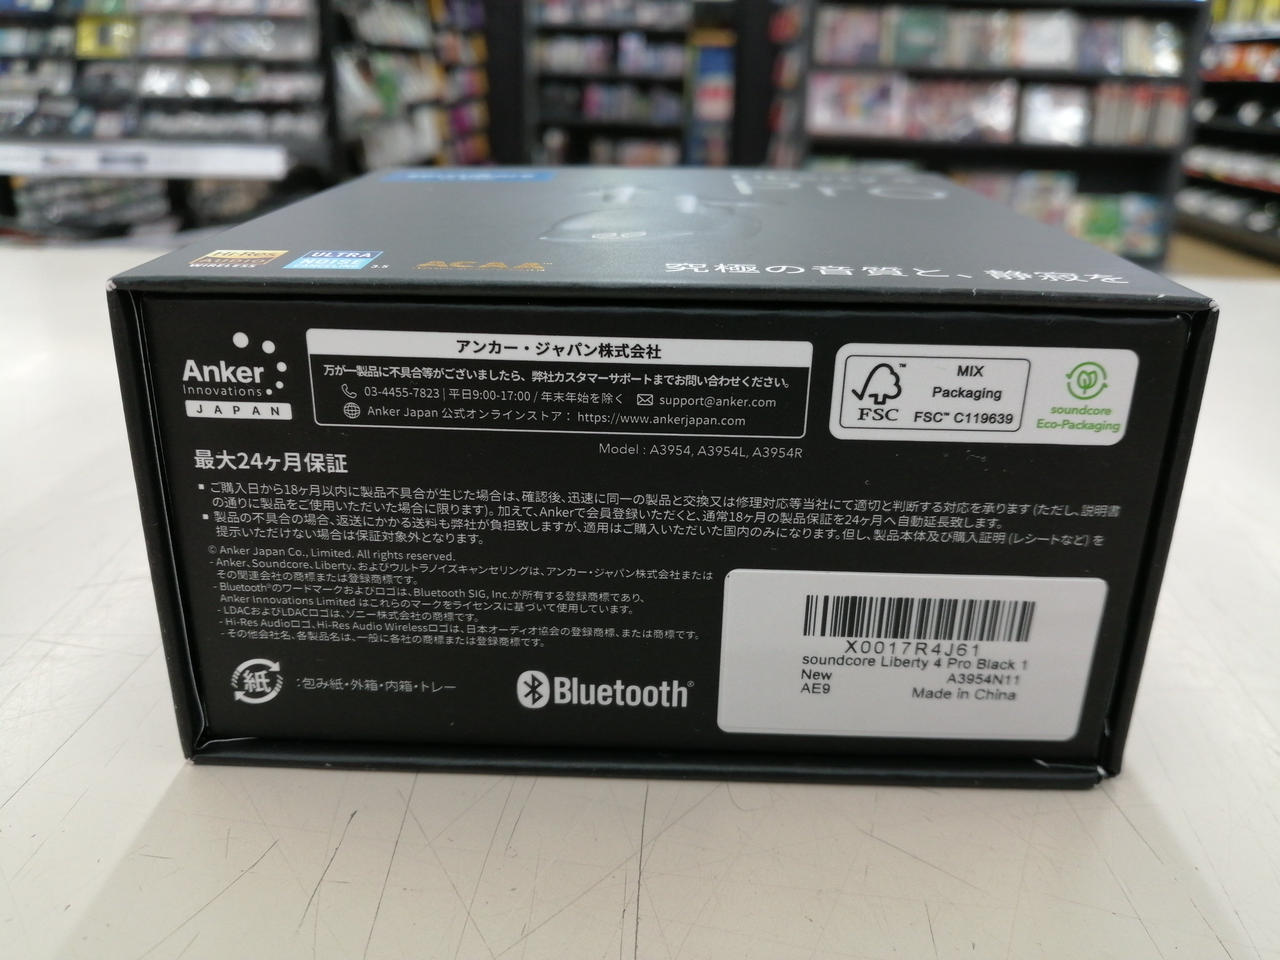 Pro
Hi-Res
AUDIO
WIRELESS
ULTRA
NOISE
3.5
ACAA™
究極の音質と、静寂を
Anker
Innovations
JAPAN
アンカー・ジャパン株式会社
万が一製品に不具合等がございましたら、弊社カスタマーサポートまでお問い合わせください。
03-4455-7823 | 平日9:00-17:00 / 年末年始を除く support@anker.com
Anker Japan 公式オンラインストア： https://www.ankerjapan.com
FSC
MIX
Packaging
FSC™ C119639
soundcore
Eco-Packaging
Model : A3954, A3954L, A3954R
最大24ヶ月保証
▪ ご購入日から18ヶ月以内に製品不具合が生じた場合は、確認後、迅速に同一の製品と交換又は修理対応等当社にて適切と判断する対応を承ります (ただし、説明書
の通りに製品をご使用いただいた場合に限ります)。加えて、Ankerで会員登録いただくと、通常18ヶ月の製品保証を24ヶ月へ自動延長致します。
▪ 製品の不具合の場合、返送にかかる送料も弊社が負担致しますが、適用はご購入いただいた国内のみになります。但し、製品本体及び購入証明 (レシートなど) を
提示いただけない場合は保証対象外となります。
© Anker Japan Co., Limited. All rights reserved.
- Anker、Soundcore、Liberty、およびウルトラノイズキャンセリングは、アンカー・ジャパン株式会社または
その関連会社の商標または登録商標です。
- Bluetooth®のワードマークおよびロゴは、Bluetooth SIG, Inc.が所有する登録商標であり、
Anker Innovations Limited はこれらのマークをライセンスに基づいて使用しています。
- LDACおよびLDACロゴは、ソニー株式会社の商標です。
- Hi-Res Audioロゴ、Hi-Res Audio Wirelessロゴは、日本オーディオ協会の登録商標、または商標です。
- その他会社名、各製品名は、一般に各社の商標または登録商標です。
紙 :包み紙・外箱・内箱・トレー
Bluetooth®
X0017R4J61
soundcore Liberty 4 Pro Black 1
New A3954N11
AE9 Made in China